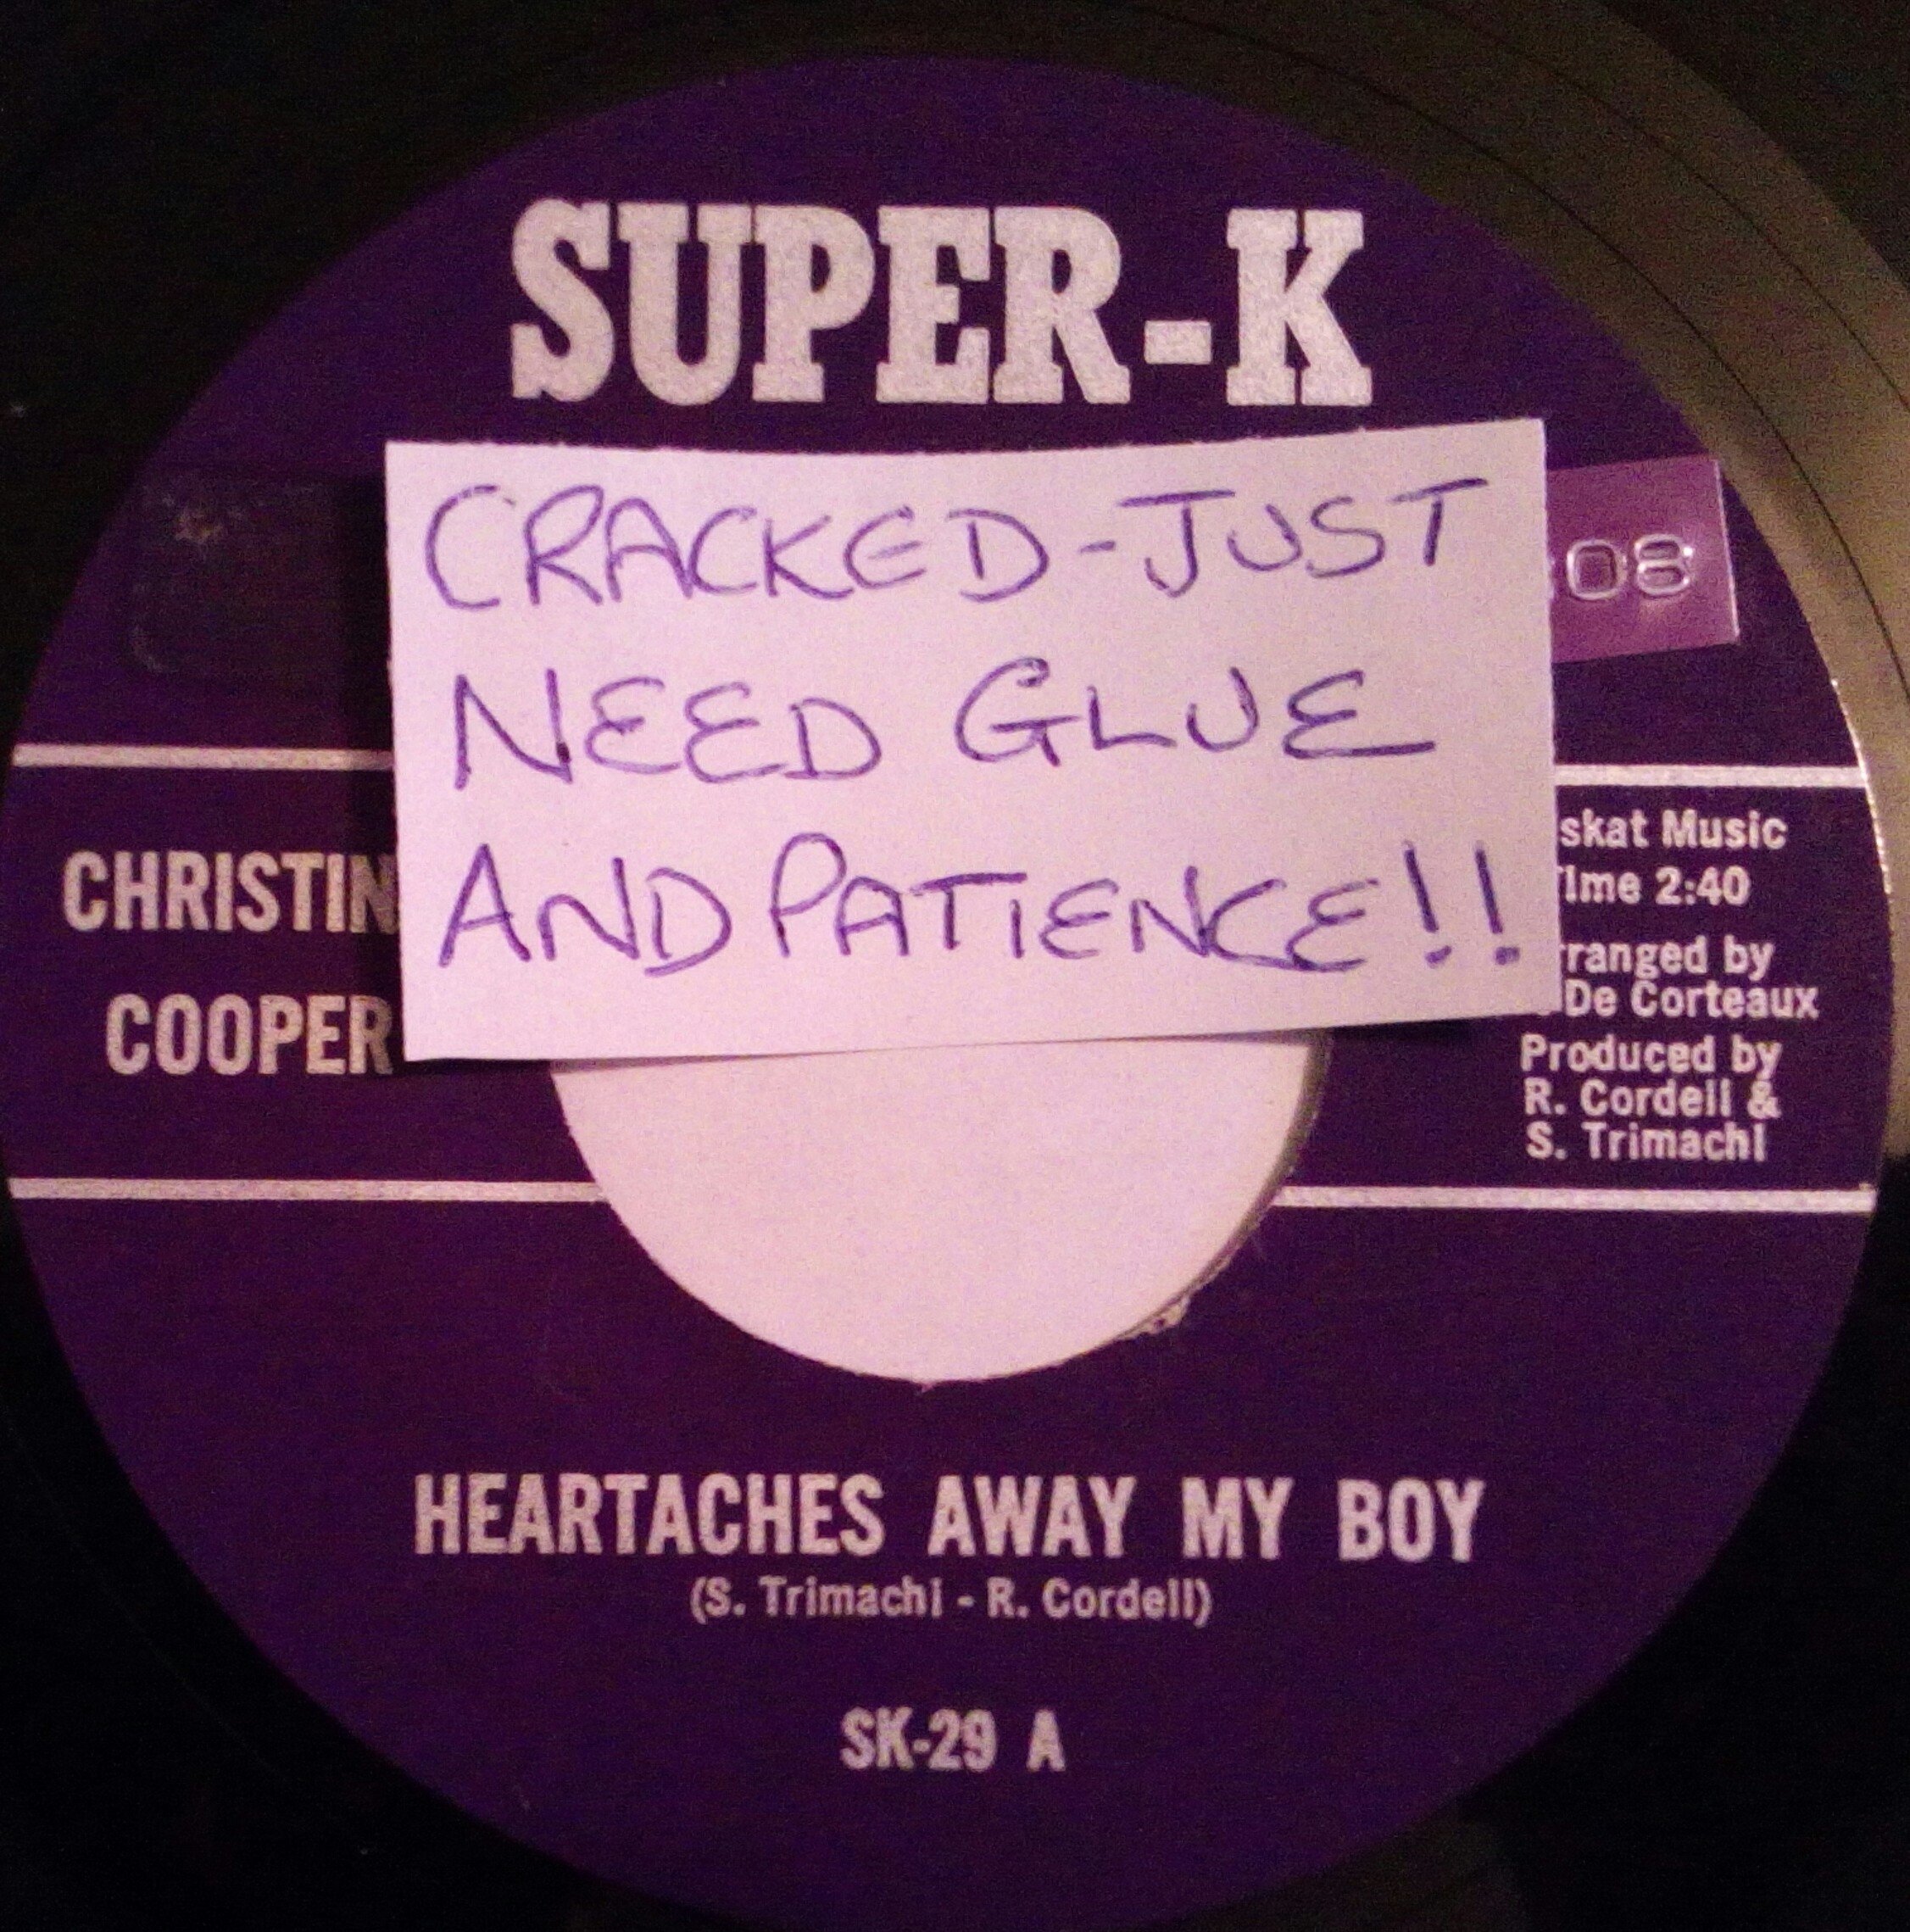 SUPER-K
CRACKED-JUST
NEED GLUE
AND PATIENCE!!
08
CHRISTIN
COOPER
skat Music
Time 2:40
rranged by
De Corteaux
Produced by
R. Cordell &
S. Trimachi
HEARTACHES AWAY MY BOY
(S. Trimachi - R. Cordell)
SK-29 A